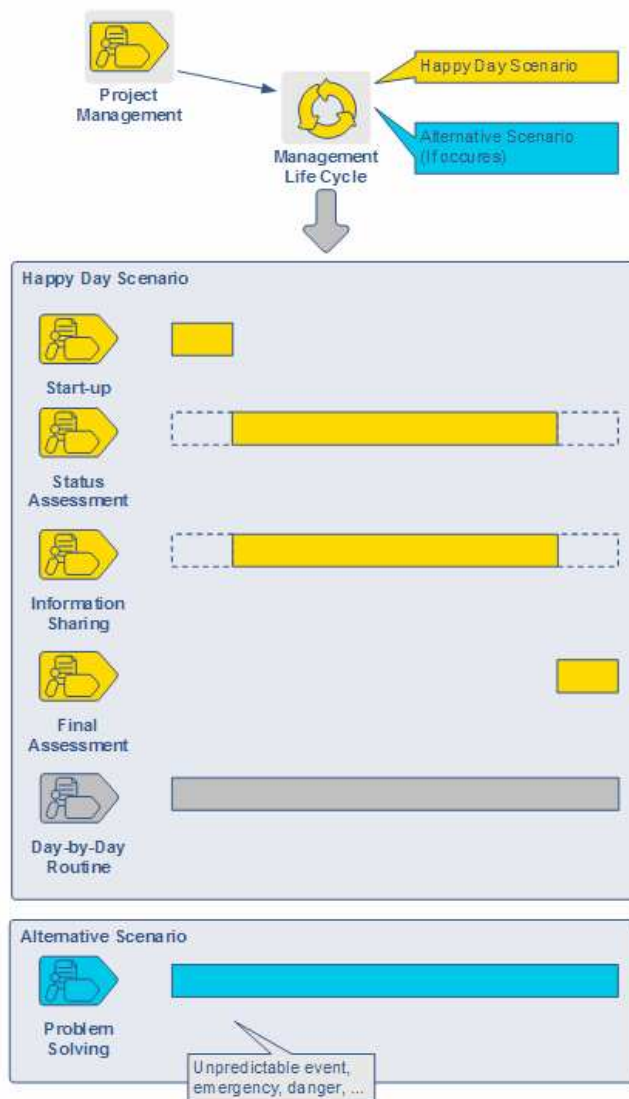 Project
Management
Happy Day Scenario
Alternative Scenario
(If occures)
Management
Life Cycle
Happy Day Scenario
Start-up
Status
Assessment
Information
Sharing
Final
Assessment
Day-by-Day
Routine
Alternative Scenario
Problem
Solving
Unpredictable event,
emergency, danger, ...